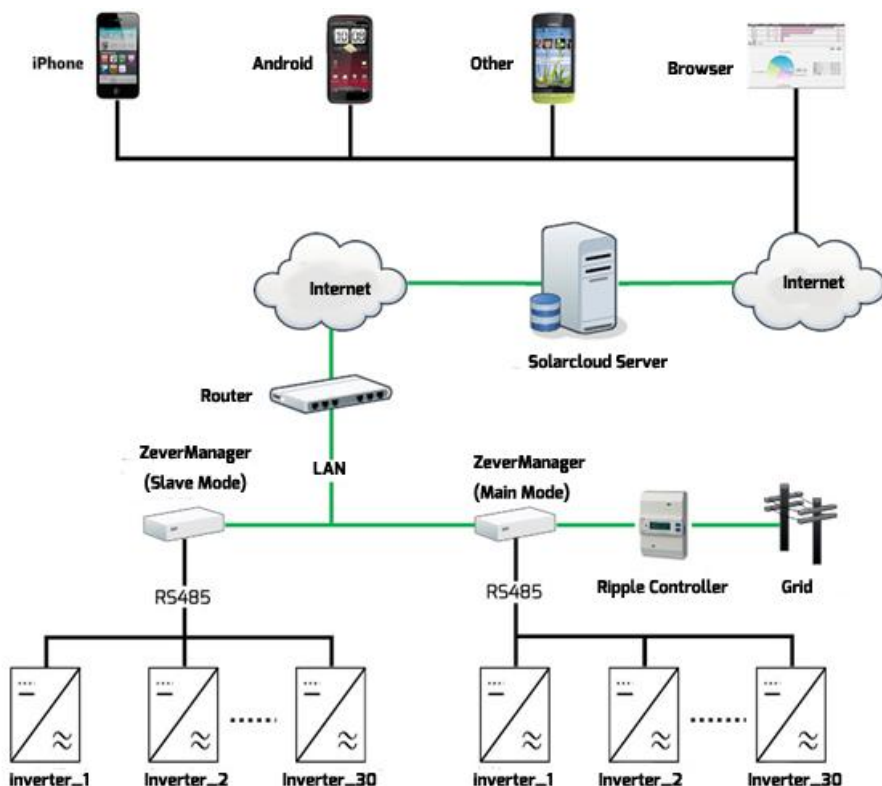 iPhone
Android
Other
Browser
Internet
Internet
Solarcloud Server
Router
ZeverManager
(Slave Mode)
LAN
ZeverManager
(Main Mode)
RS485
RS485
Ripple Controller
Grid
inverter_1
Inverter_2
Inverter_30
inverter_1
Inverter_2
Inverter_30